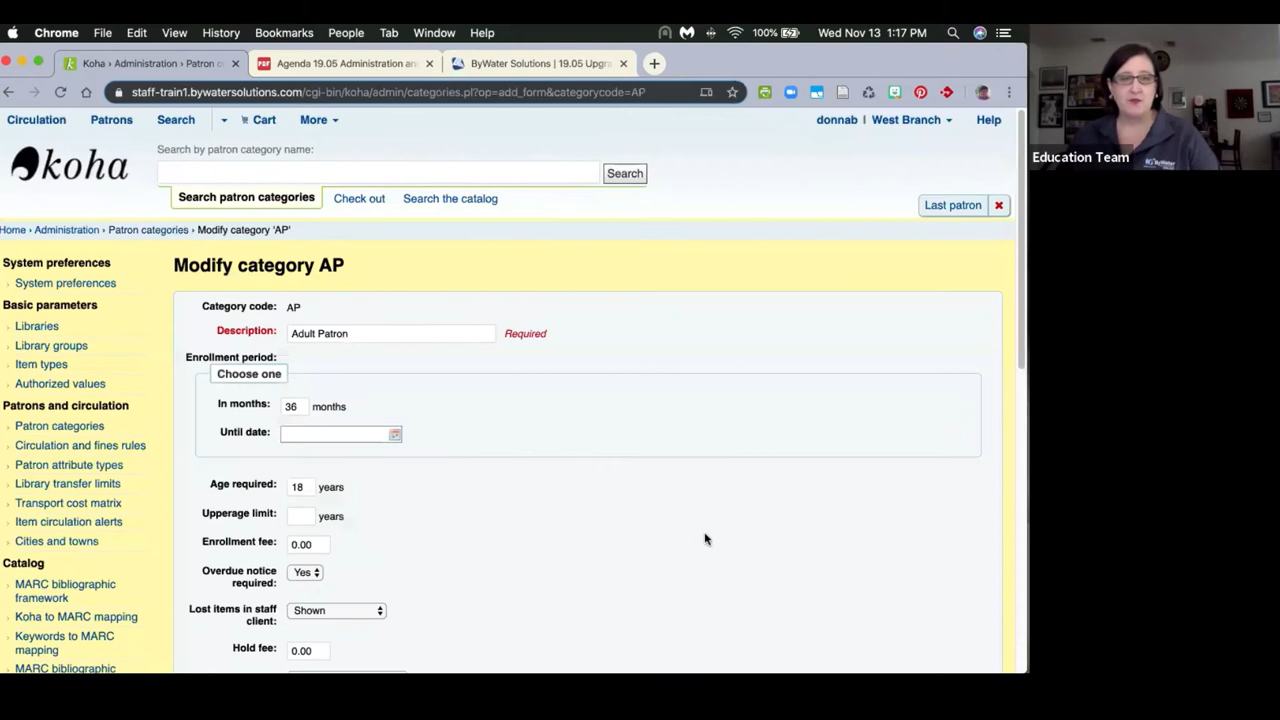 Chrome File Edit View History Bookmarks People Tab Window Help 100% Wed Nov 13 1:17 PM
Koha › Administration › Patron c Agenda 19.05 Administration an ByWater Solutions | 19.05 Upgr
staff-train1.bywatersolutions.com/cgi-bin/koha/admin/categories.pl?op=add_form&categorycode=AP
Circulation Patrons Search Cart More donnab | West Branch Help
koha
Search by patron category name:
Search
Search patron categories Check out Search the catalog
Last patron
Home › Administration › Patron categories › Modify category 'AP'
System preferences
System preferences
Basic parameters
Libraries
Library groups
Item types
Authorized values
Patrons and circulation
Patron categories
Circulation and fines rules
Patron attribute types
Library transfer limits
Transport cost matrix
Item circulation alerts
Cities and towns
Catalog
MARC bibliographic
framework
Koha to MARC mapping
Keywords to MARC
mapping
MARC bibliographic
Modify category AP
Category code: AP
Description: Adult Patron Required
Enrollment period:
Choose one
In months: 36 months
Until date:
Age required: 18 years
Upperage limit: years
Enrollment fee: 0.00
Overdue notice
required: Yes
Lost items in staff
client: Shown
Hold fee: 0.00
Education Team
ByWater